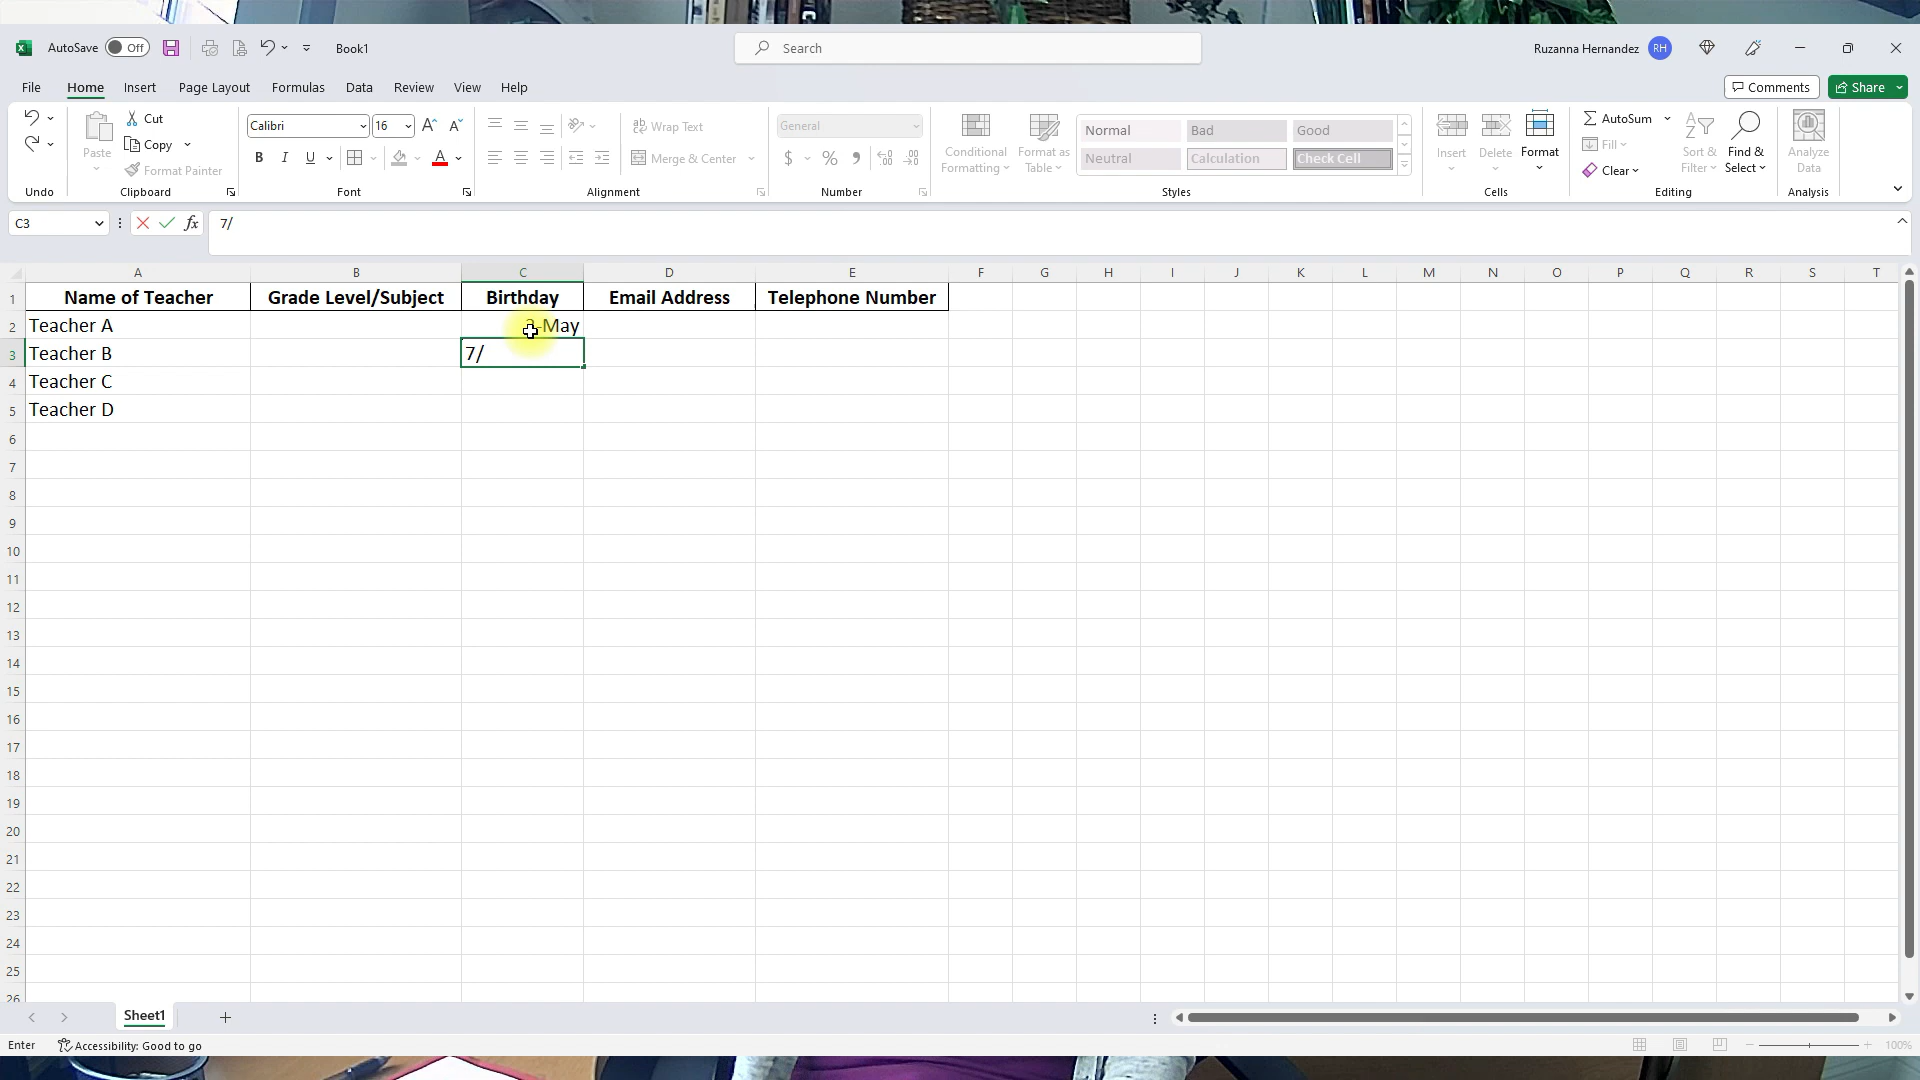 AutoSave Off Book1 Search Ruzanna Hernandez RH
File Home Insert Page Layout Formulas Data Review View Help Comments Share
Cut
Copy
Format Painter
Paste
Undo Clipboard
Calibri 16
B I U
Font
Wrap Text
Merge & Center
Alignment
General
$ % 9
Number
Conditional Formatting
Format as Table
Normal Bad Good
Neutral Calculation Check Cell
Styles
Insert Delete Format
Cells
AutoSum
Fill
Clear
Sort & Filter
Find & Select
Editing
Analyze Data
Analysis
C3 fx 7/
A B C D E F G H I J K L M N O P Q R S T
1 Name of Teacher Grade Level/Subject Birthday Email Address Telephone Number
2 Teacher A -May
3 Teacher B 7/
4 Teacher C
5 Teacher D
6
7
8
9
10
11
12
13
14
15
16
17
18
19
20
21
22
23
24
25
26
Sheet1
Enter Accessibility: Good to go 100%